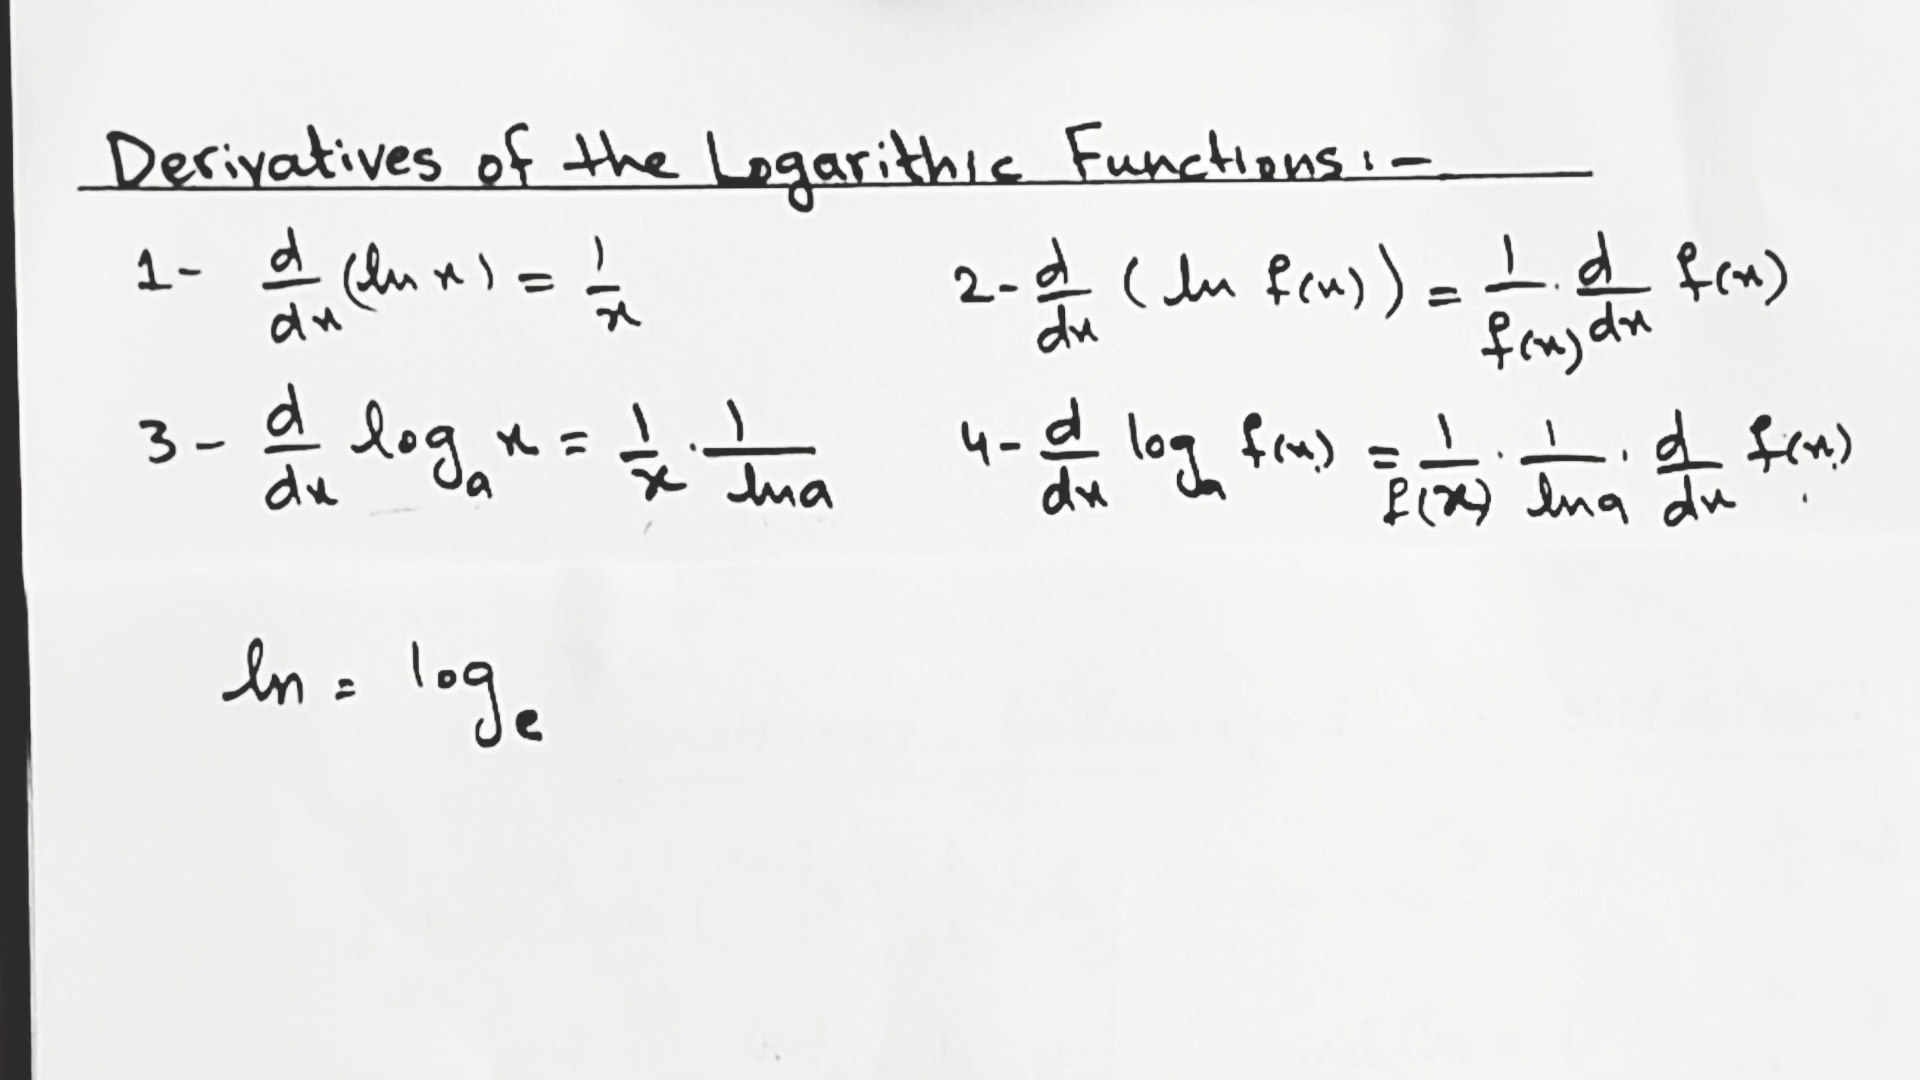 Derivatives of the Logarithic Functions:-
1- d/dx (ln x) = 1/x    2- d/dx (ln f(x)) = 1/f(x) · d/dx f(x)
3- d/dx log_a x = 1/x · 1/ln a    4- d/dx log_a f(x) = 1/f(x) · 1/ln a · d/dx f(x)
ln = log_e